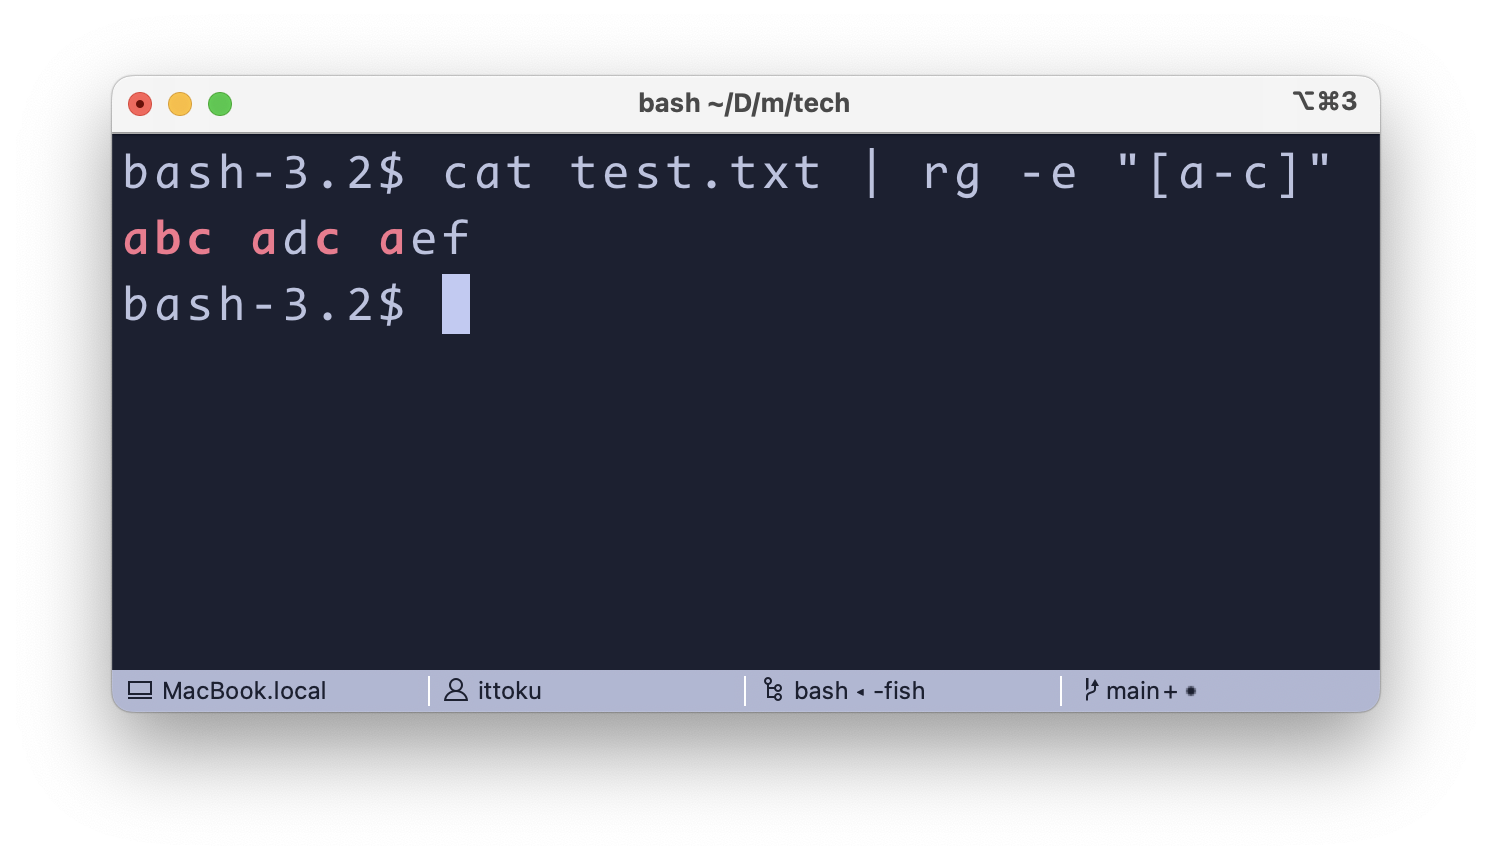 bash ~/D/m/tech
⌥⌘3
bash-3.2$ cat test.txt | rg -e "[a-c]"
abc adc aef
bash-3.2$
MacBook.local
ittoku
bash ◂ -fish
main+ •